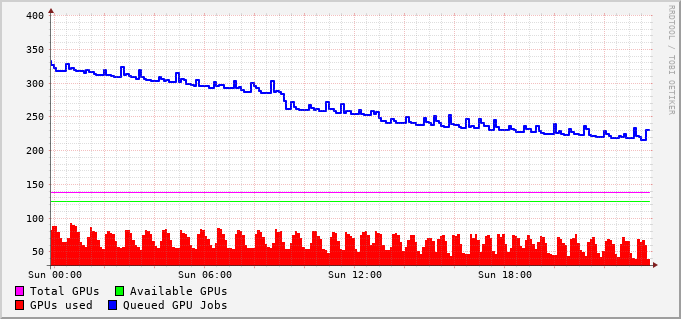 400
350
300
250
200
150
100
50
Sun 00:00 Sun 06:00 Sun 12:00 Sun 18:00
Total GPUs Available GPUs
GPUs used Queued GPU Jobs
RRDTOOL / TOBI OETIKER